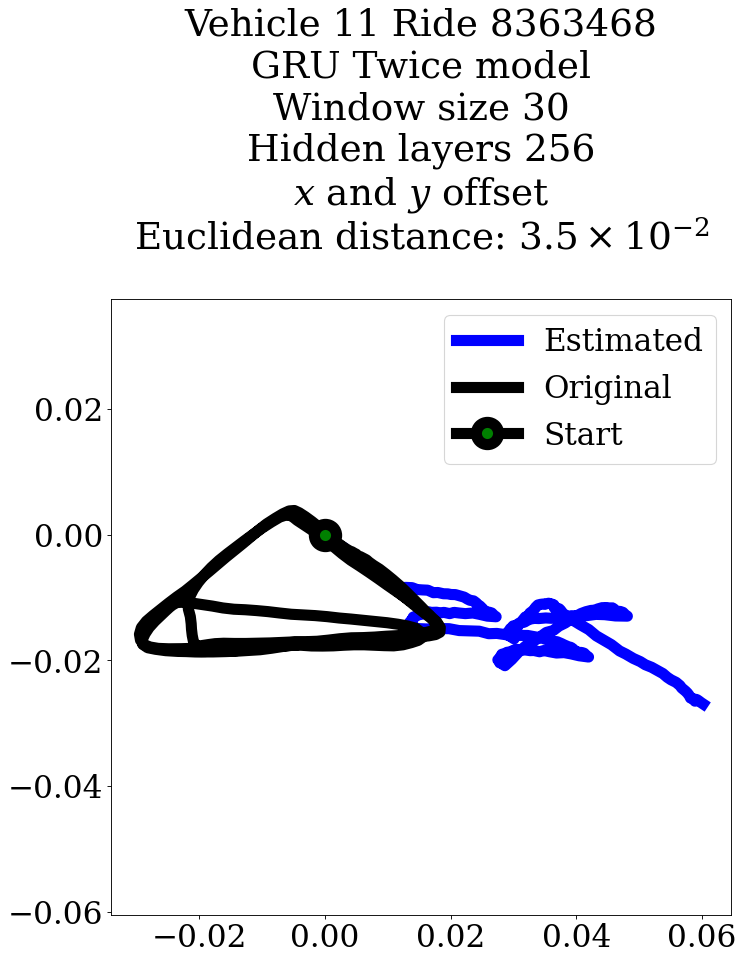 Vehicle 11 Ride 8363468
GRU Twice model
Window size 30
Hidden layers 256
x and y offset
Euclidean distance: 3.5 × 10⁻²
Estimated
Original
Start
0.02
0.00
−0.02
−0.04
−0.06
−0.02 0.00 0.02 0.04 0.06